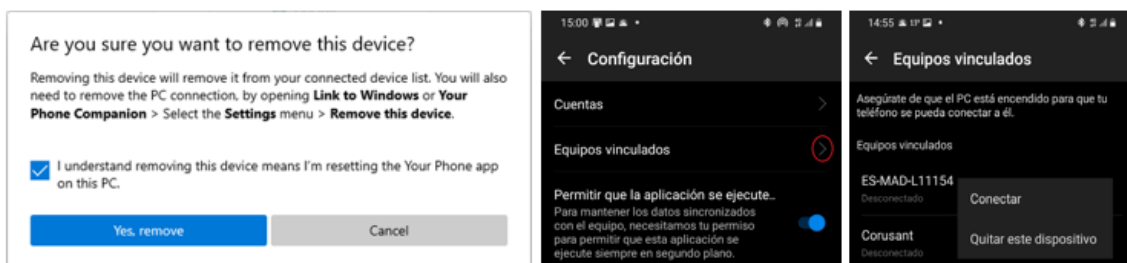 Are you sure you want to remove this device?
Removing this device will remove it from your connected device list. You will also
need to remove the PC connection, by opening Link to Windows or Your
Phone Companion > Select the Settings menu > Remove this device.
I understand removing this device means I'm resetting the Your Phone app
on this PC.
Yes, remove
Cancel
15:00
Configuración
Cuentas
Equipos vinculados
Permitir que la aplicación se ejecute..
Para mantener los datos sincronizados
con el equipo, necesitamos tu permiso
para permitir que esta aplicación se
ejecute siempre en segundo plano.
14:55
Equipos vinculados
Asegúrate de que el PC está encendido para que tu
teléfono se pueda conectar a él.
Equipos vinculados
ES-MAD-L11154
Desconectado
Conectar
Corusant
Desconectado
Quitar este dispositivo